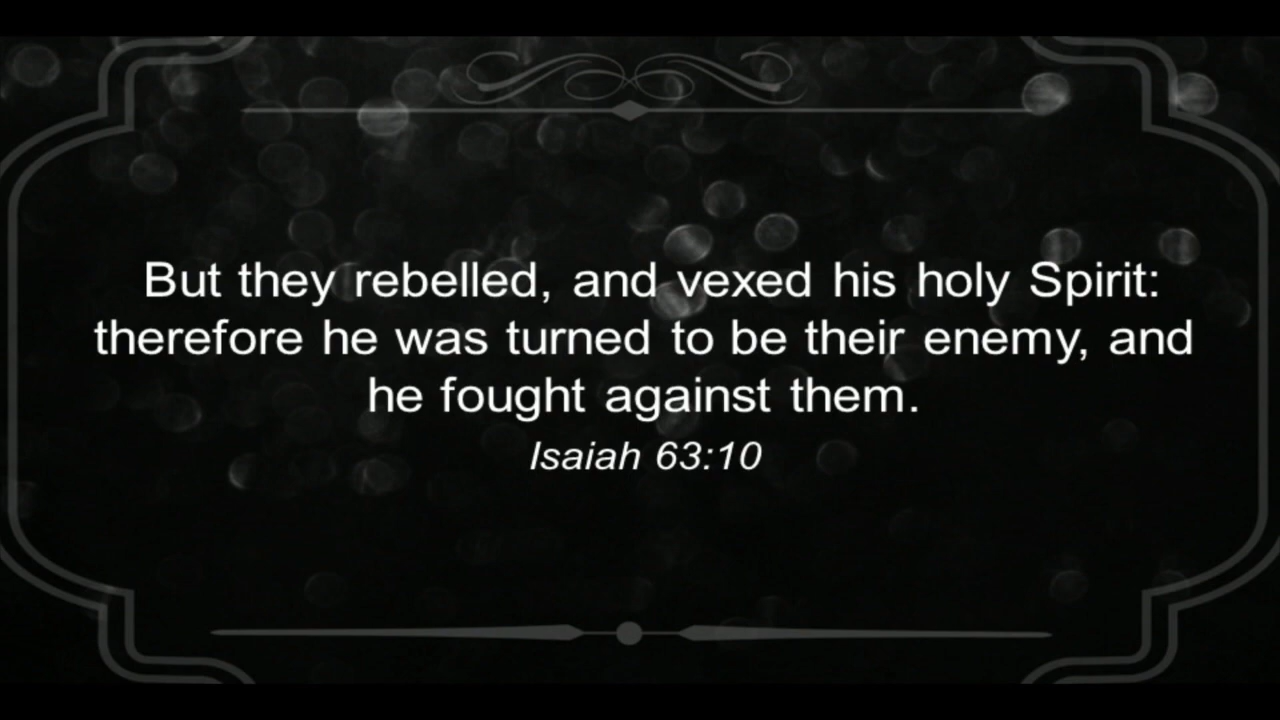 But they rebelled, and vexed his holy Spirit:
therefore he was turned to be their enemy, and
he fought against them.
Isaiah 63:10